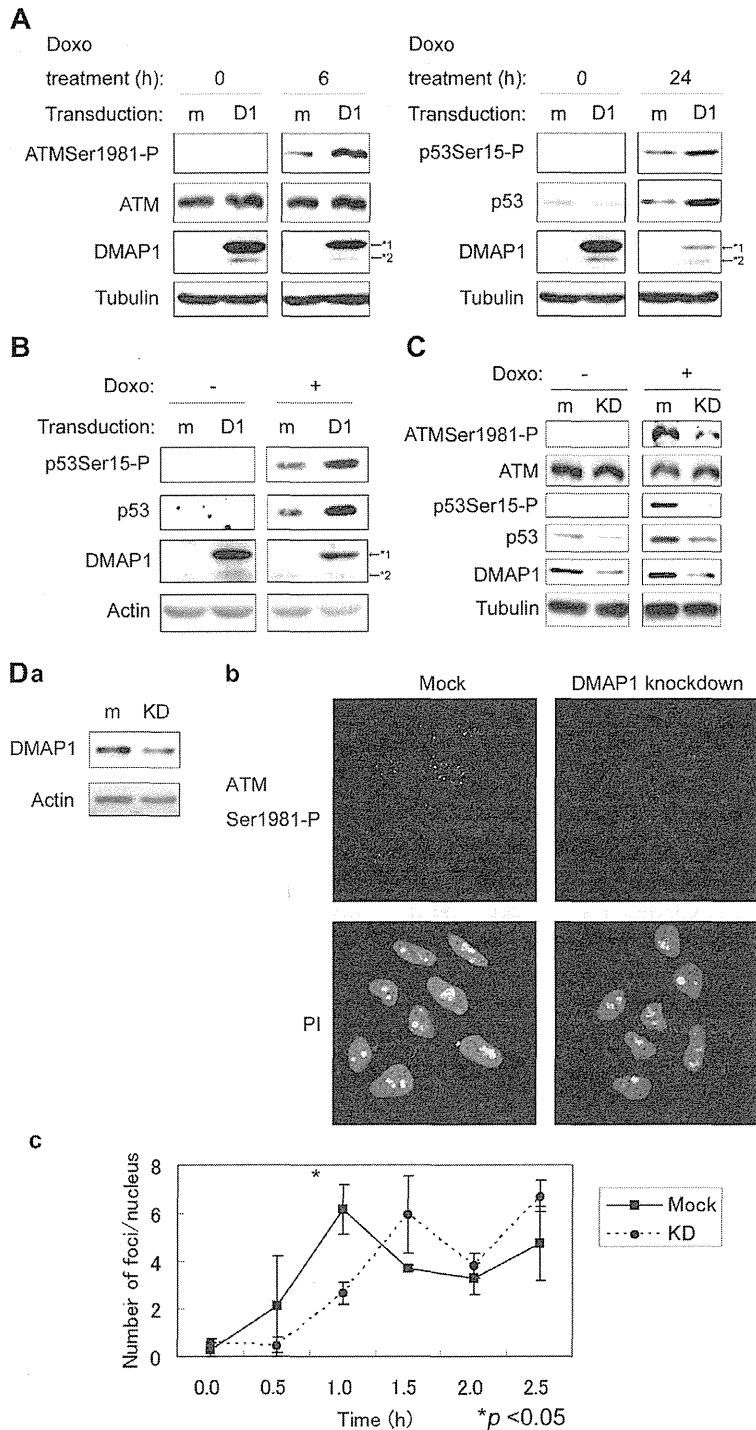 A
Doxo
treatment (h): 0 6
Transduction: m D1 m D1
ATMSer1981-P
ATM
DMAP1
*1
*2
Tubulin
Doxo
treatment (h): 0 24
Transduction: m D1 m D1
p53Ser15-P
p53
DMAP1
*1
*2
Tubulin
B
Doxo: - +
Transduction: m D1 m D1
p53Ser15-P
p53
DMAP1
*1
*2
Actin
C
Doxo: - +
m KD m KD
ATMSer1981-P
ATM
p53Ser15-P
p53
DMAP1
Tubulin
Da
m KD
DMAP1
Actin
b
Mock DMAP1 knockdown
ATM
Ser1981-P
PI
c
Number of foci/nucleus
8
6
4
2
0
*
0.0 0.5 1.0 1.5 2.0 2.5
Time (h)
*p <0.05
Mock
KD